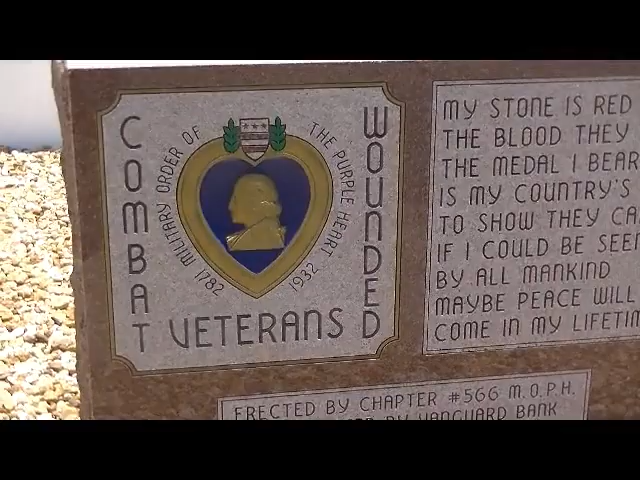 COMBAT
WOUNDED
VETERANS
MILITARY ORDER OF
THE PURPLE HEART
1782
1932
MY STONE IS RED
THE BLOOD THEY
THE MEDAL I BEAR
IS MY COUNTRY'S
TO SHOW THEY CA
IF I COULD BE SEEN
BY ALL MANKIND
MAYBE PEACE WILL
COME IN MY LIFETIM
ERECTED BY CHAPTER #566 M.O.P.H.
BY VANGUARD BANK